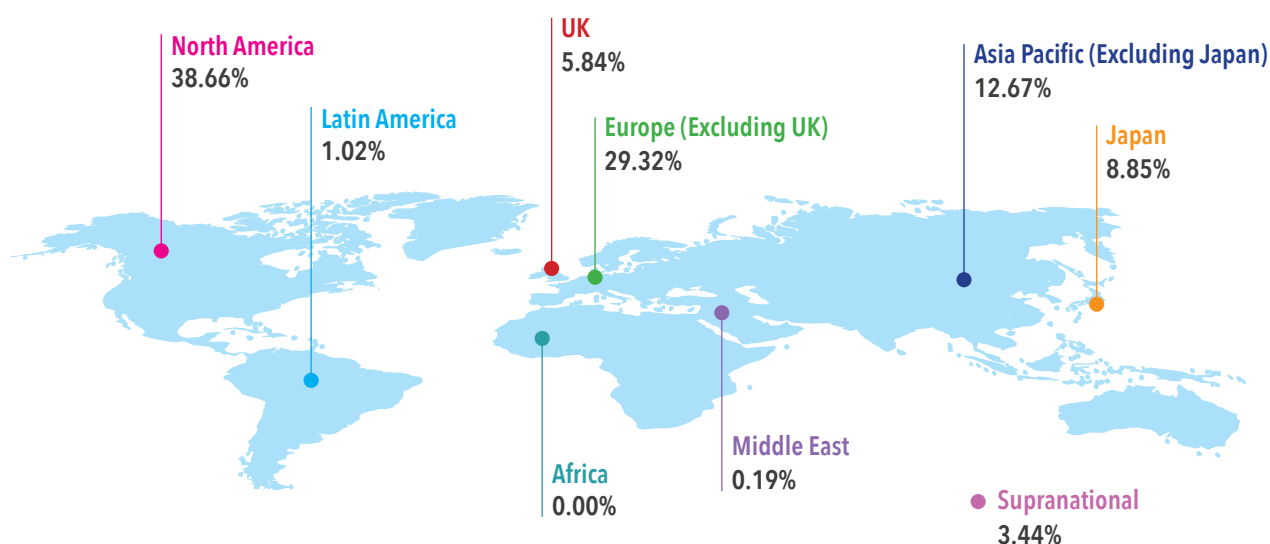 North America
38.66%
Latin America
1.02%
UK
5.84%
Europe (Excluding UK)
29.32%
Asia Pacific (Excluding Japan)
12.67%
Japan
8.85%
Africa
0.00%
Middle East
0.19%
Supranational
3.44%